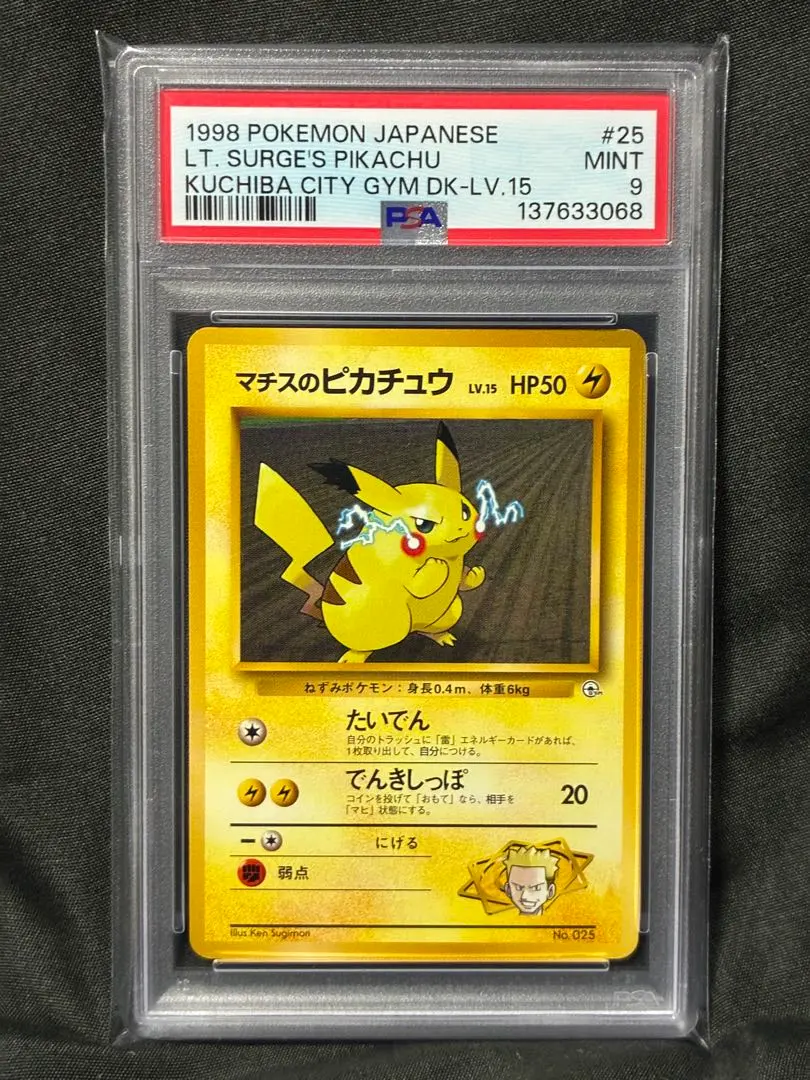 1998 POKEMON JAPANESE #25
LT. SURGE'S PIKACHU MINT
KUCHIBA CITY GYM DK-LV.15 9
PSA 137633068
マチスのピカチュウ LV.15 HP50
ねずみポケモン：身長0.4m、体重6kg
たいでん
自分のトラッシュに「雷」エネルギーカードがあれば、
1枚取り出して、自分につける。
でんきしっぽ 20
コインを投げて「おもて」なら、相手を
「マヒ」状態にする。
にげる
弱点
Illus.Ken Sugimori No.025
PSA